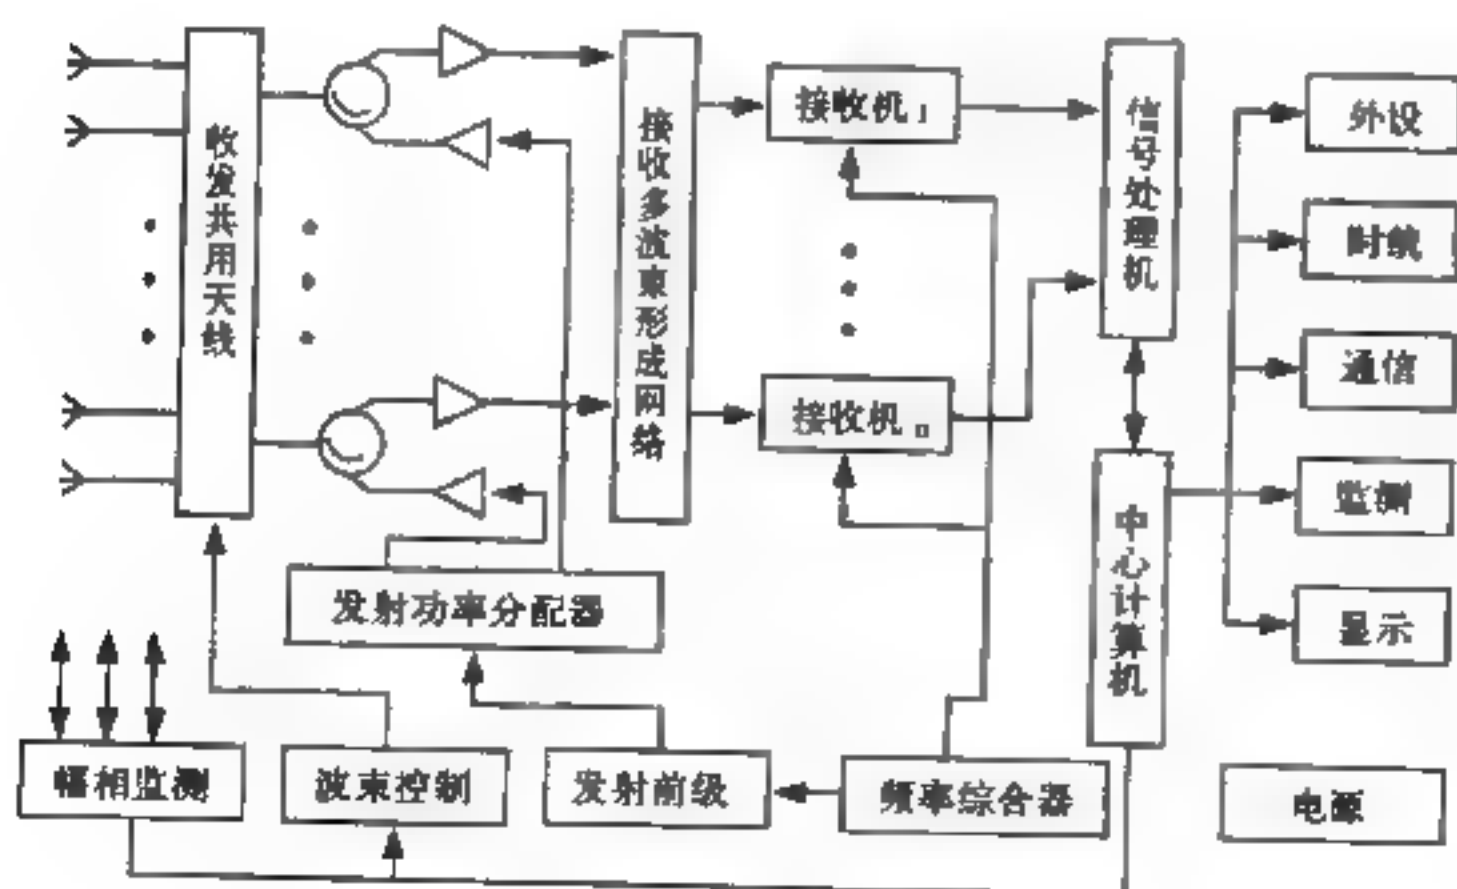 收发共用天线
接收多波束形成网络
接收机1
接收机n
信号处理机
中心计算机
外设
时统
通信
监测
显示
发射功率分配器
幅相监测
波束控制
发射前级
频率综合器
电源